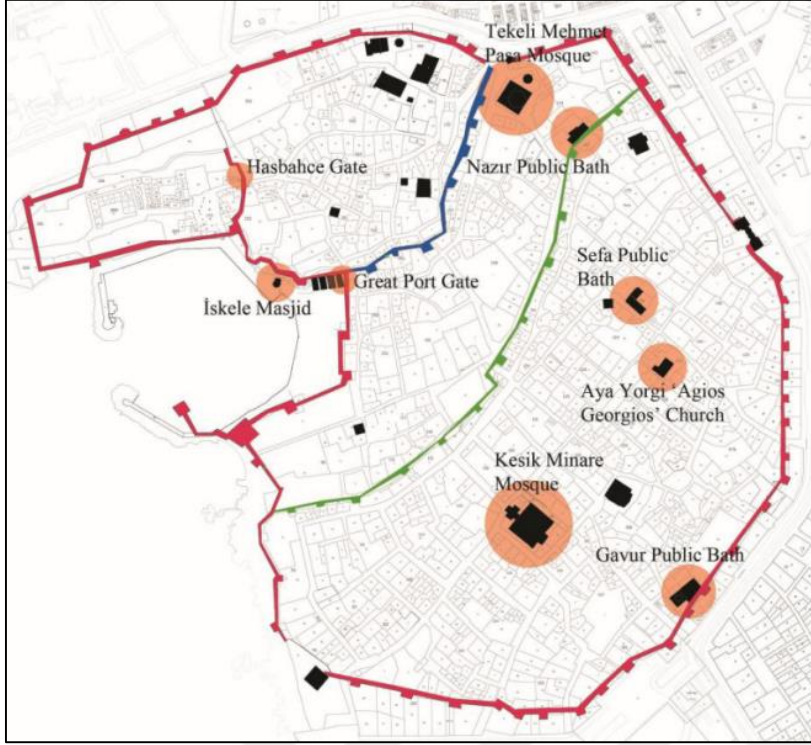 Tekeli Mehmet
Paşa Mosque
Hasbahce Gate
Nazır Public Bath
Sefa Public
Bath
Great Port Gate
İskele Masjid
Aya Yorgi ‘Agios
Georgios’ Church
Kesik Minare
Mosque
Gavur Public Bath